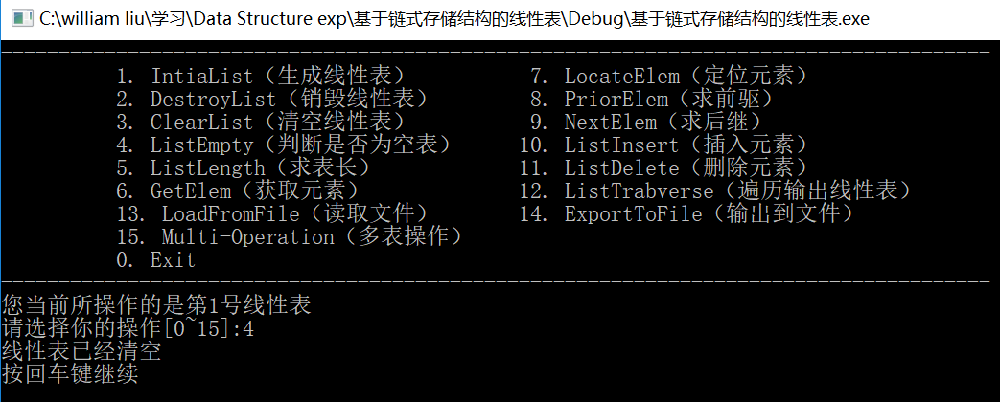 C:\william liu\学习\Data Structure exp\基于链式存储结构的线性表\Debug\基于链式存储结构的线性表.exe
1. IntiaList（生成线性表） 7. LocateElem（定位元素）
2. DestroyList（销毁线性表） 8. PriorElem（求前驱）
3. ClearList（清空线性表） 9. NextElem（求后继）
4. ListEmpty（判断是否为空表） 10. ListInsert（插入元素）
5. ListLength（求表长） 11. ListDelete（删除元素）
6. GetElem（获取元素） 12. ListTrabverse（遍历输出线性表）
13. LoadFromFile（读取文件） 14. ExportToFile（输出到文件）
15. Multi-Operation（多表操作）
0. Exit
您当前所操作的是第1号线性表
请选择你的操作[0~15]:4
线性表已经清空
按回车键继续